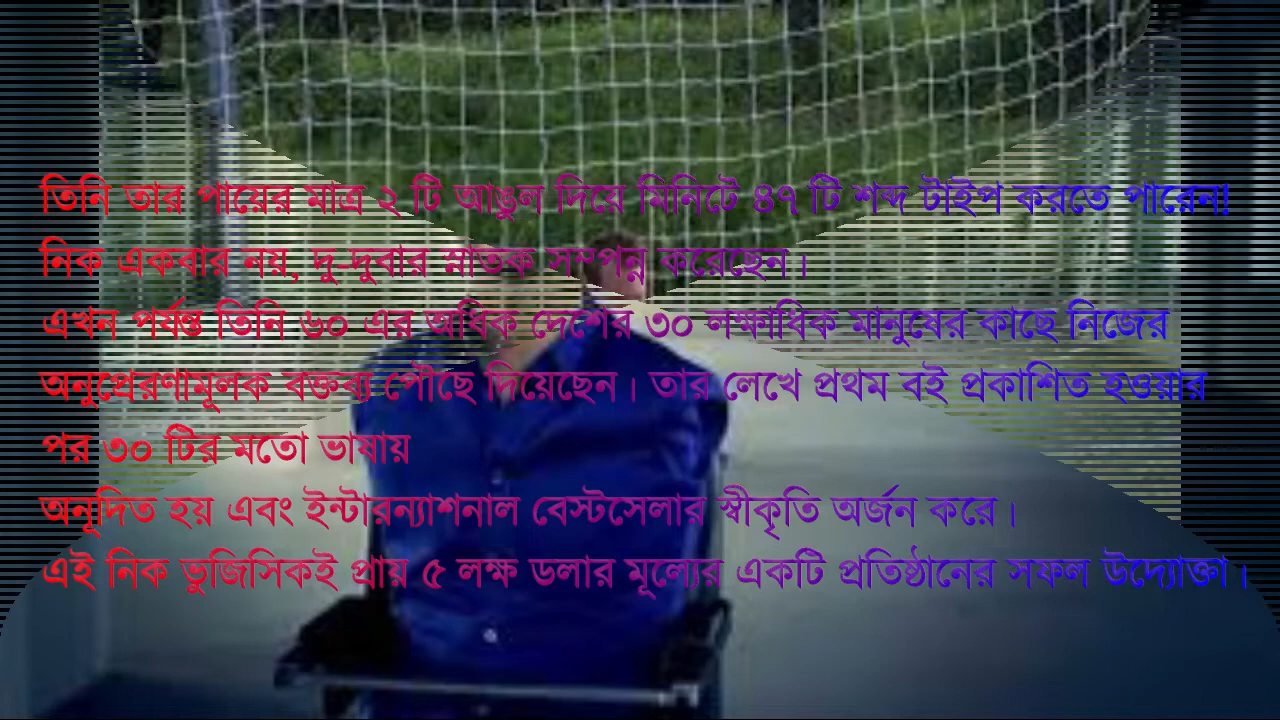 তিনি তার পায়ের মাত্র ২ টি আঙুল দিয়ে মিনিটে ৪৭ টি শব্দ টাইপ করতে পারেন!
নিক একবার নয়, দু-দুবার স্নাতক সম্পন্ন করেছেন।
এখন পর্যন্ত তিনি ৬০ এর অধিক দেশের ৩০ লক্ষাধিক মানুষের কাছে নিজের
অনুপ্রেরণামূলক বক্তব্য পৌছে দিয়েছেন। তার লেখে প্রথম বই প্রকাশিত হওয়ার
পর ৩০ টির মতো ভাষায়
অনূদিত হয় এবং ইন্টারন্যাশনাল বেস্টসেলার স্বীকৃতি অর্জন করে।
এই নিক ভুজিসিকই প্রায় ৫ লক্ষ ডলার মূল্যের একটি প্রতিষ্ঠানের সফল উদ্যোক্তা।